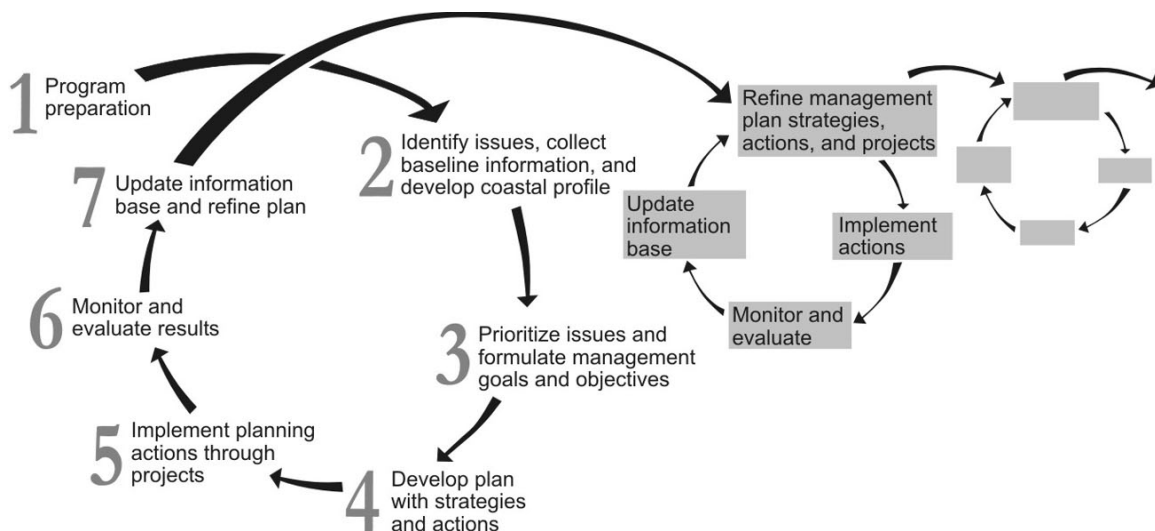 1 Program
preparation
2 Identify issues, collect
baseline information, and
develop coastal profile
3 Prioritize issues and
formulate management
goals and objectives
4 Develop plan
with strategies
and actions
5 Implement planning
actions through
projects
6 Monitor and
evaluate results
7 Update information
base and refine plan
Refine management
plan strategies,
actions, and projects
Implement
actions
Monitor and
evaluate
Update
information
base